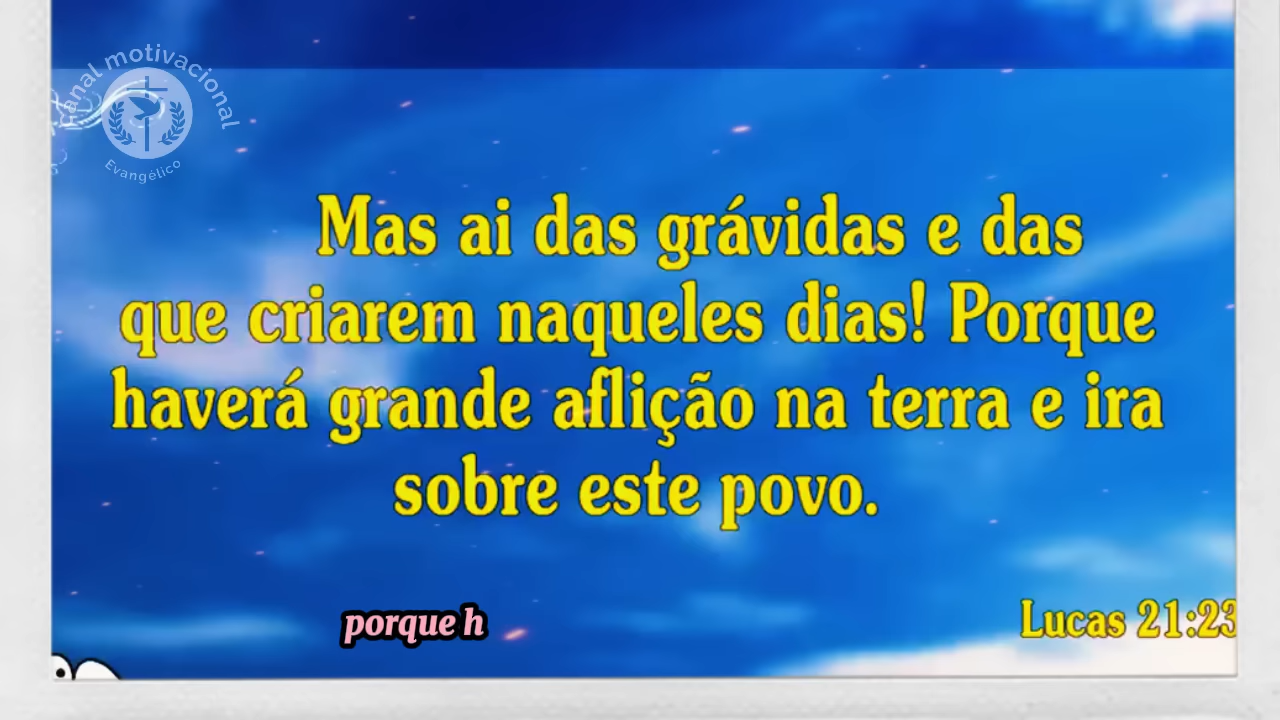 Canal motivacional
Evangélico
Mas ai das grávidas e das
que criarem naqueles dias! Porque
haverá grande aflição na terra e ira
sobre este povo.
porque h
Lucas 21:23